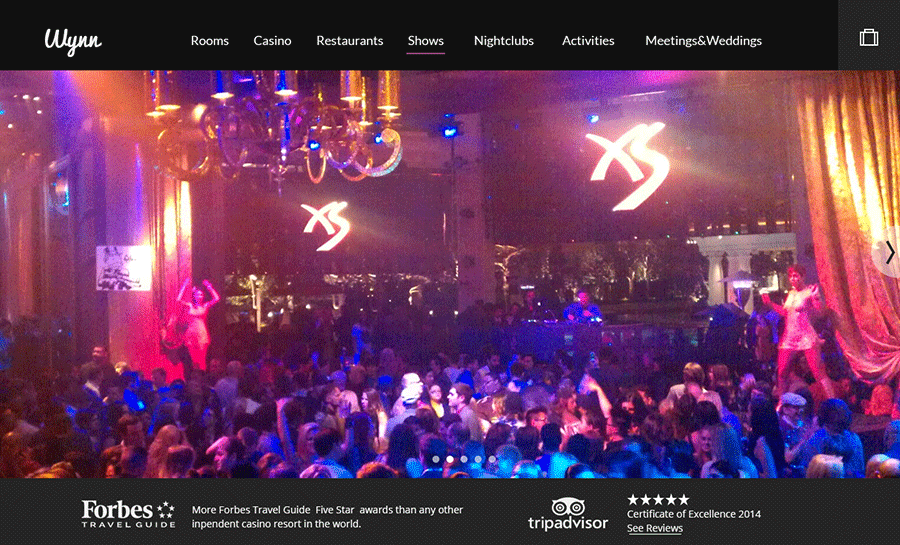 Wynn
Rooms Casino Restaurants Shows Nightclubs Activities Meetings&Weddings
XS
XS
Forbes
TRAVEL GUIDE
More Forbes Travel Guide Five Star awards than any other
inpendent casino resort in the world.
tripadvisor
Certificate of Excellence 2014
See Reviews